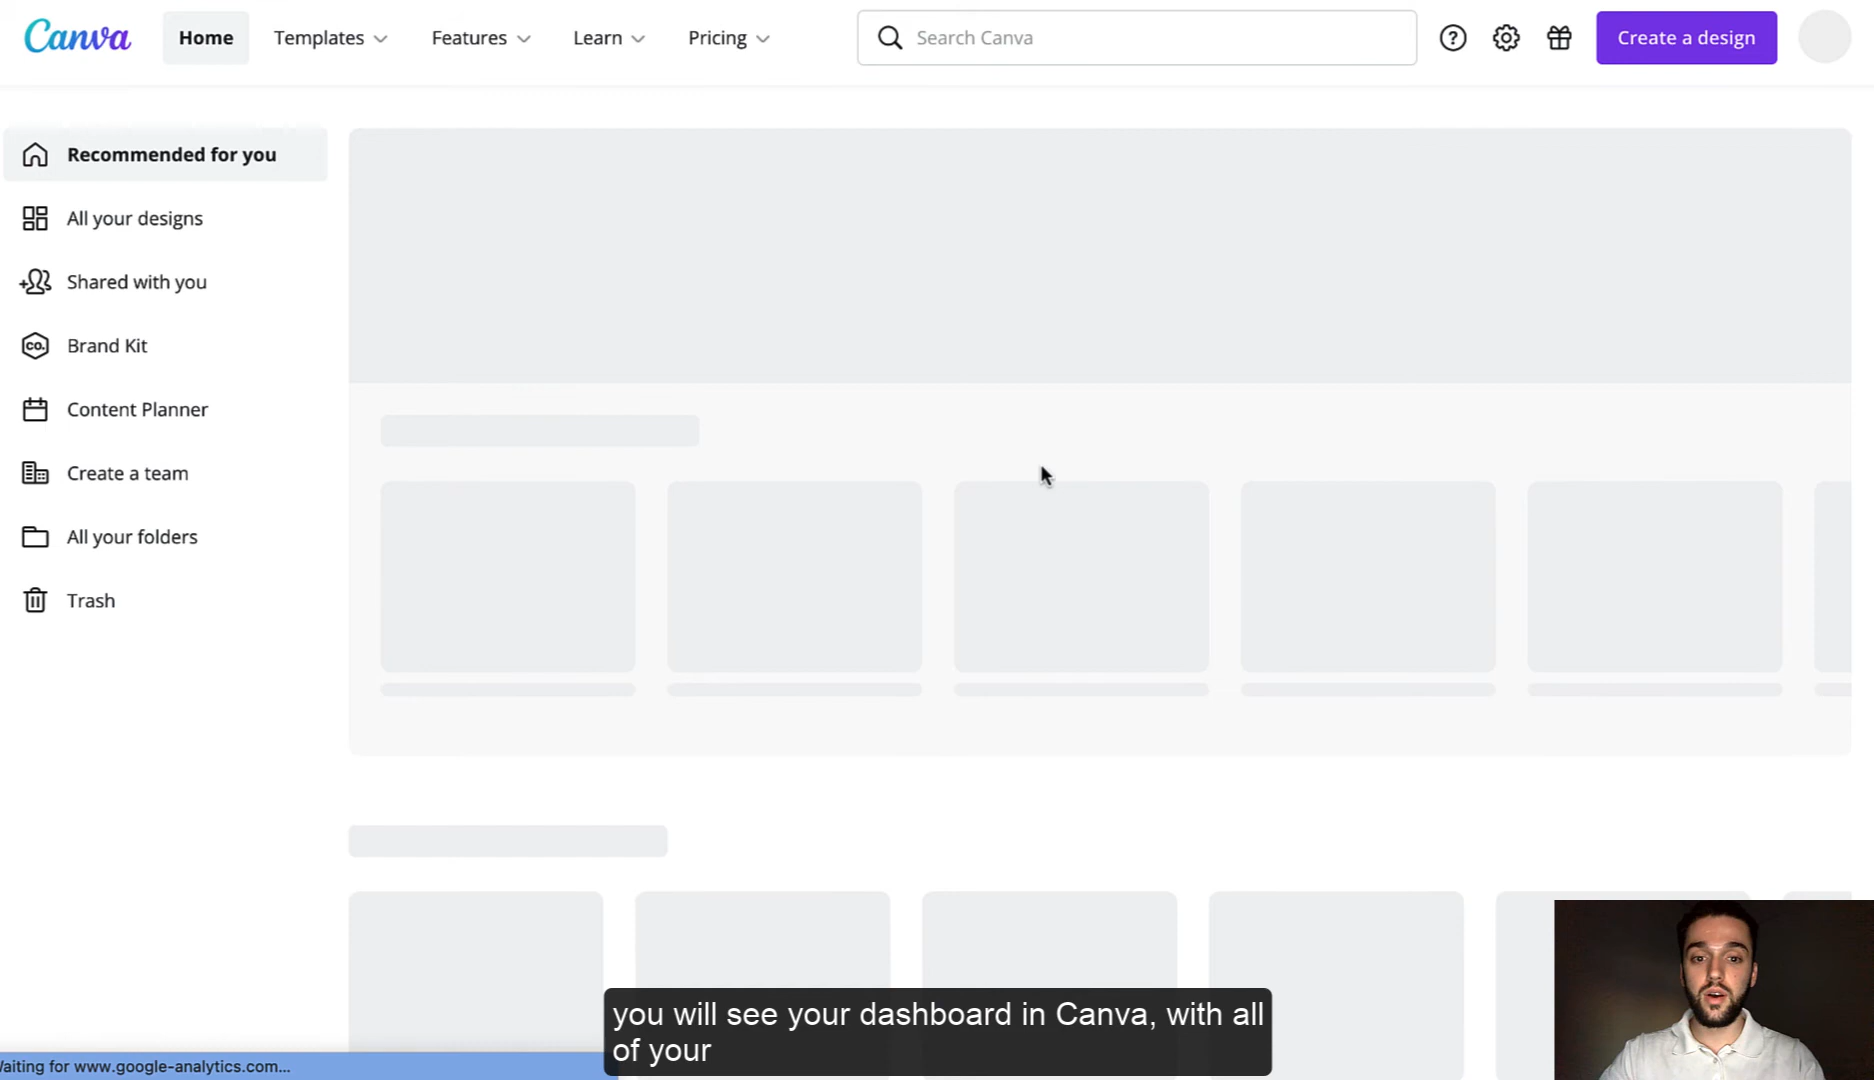 Canva
Home
Templates
Features
Learn
Pricing
Search Canva
Create a design
Recommended for you
All your designs
Shared with you
CO.
Brand Kit
Content Planner
Create a team
All your folders
Trash
you will see your dashboard in Canva, with all
of your
aiting for www.google-analytics.com...